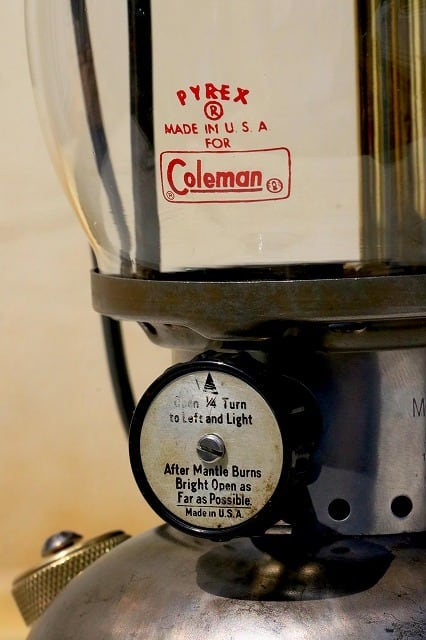 PYREX
®
MADE IN U. S. A
FOR
Coleman
®
Open ¼ Turn
to Left and Light
After Mantle Burns
Bright Open as
Far as Possible.
Made in U.S.A.
M